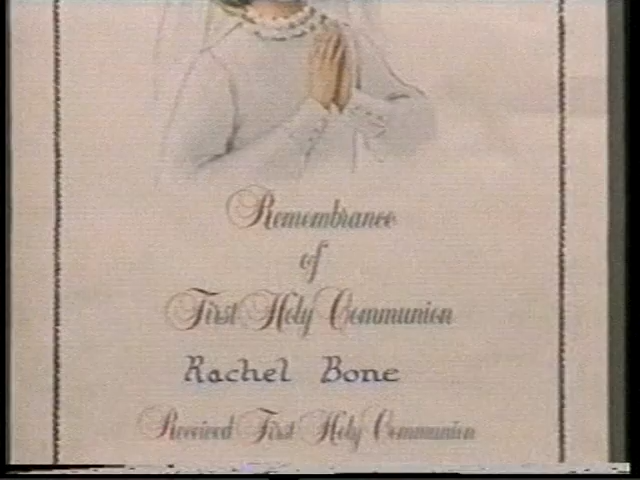 Remembrance
of
First Holy Communion
Rachel Bone
Received First Holy Communion